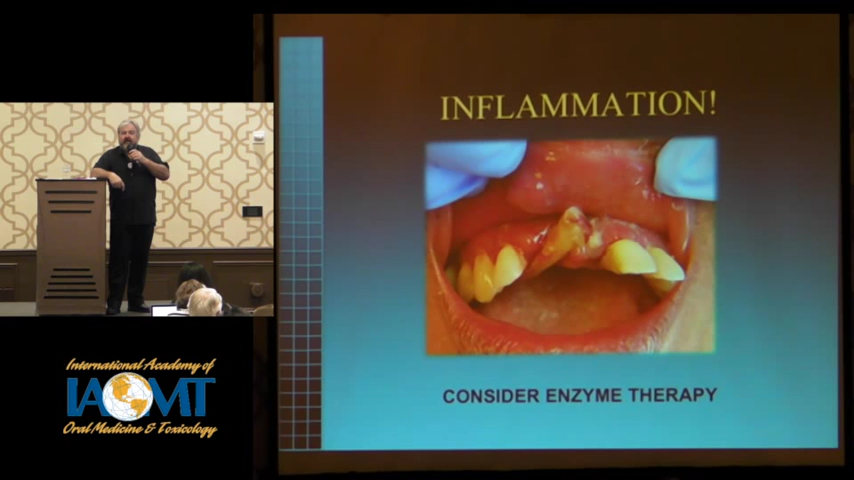 INFLAMMATION!
CONSIDER ENZYME THERAPY
International Academy of
IAOMT
Oral Medicine & Toxicology